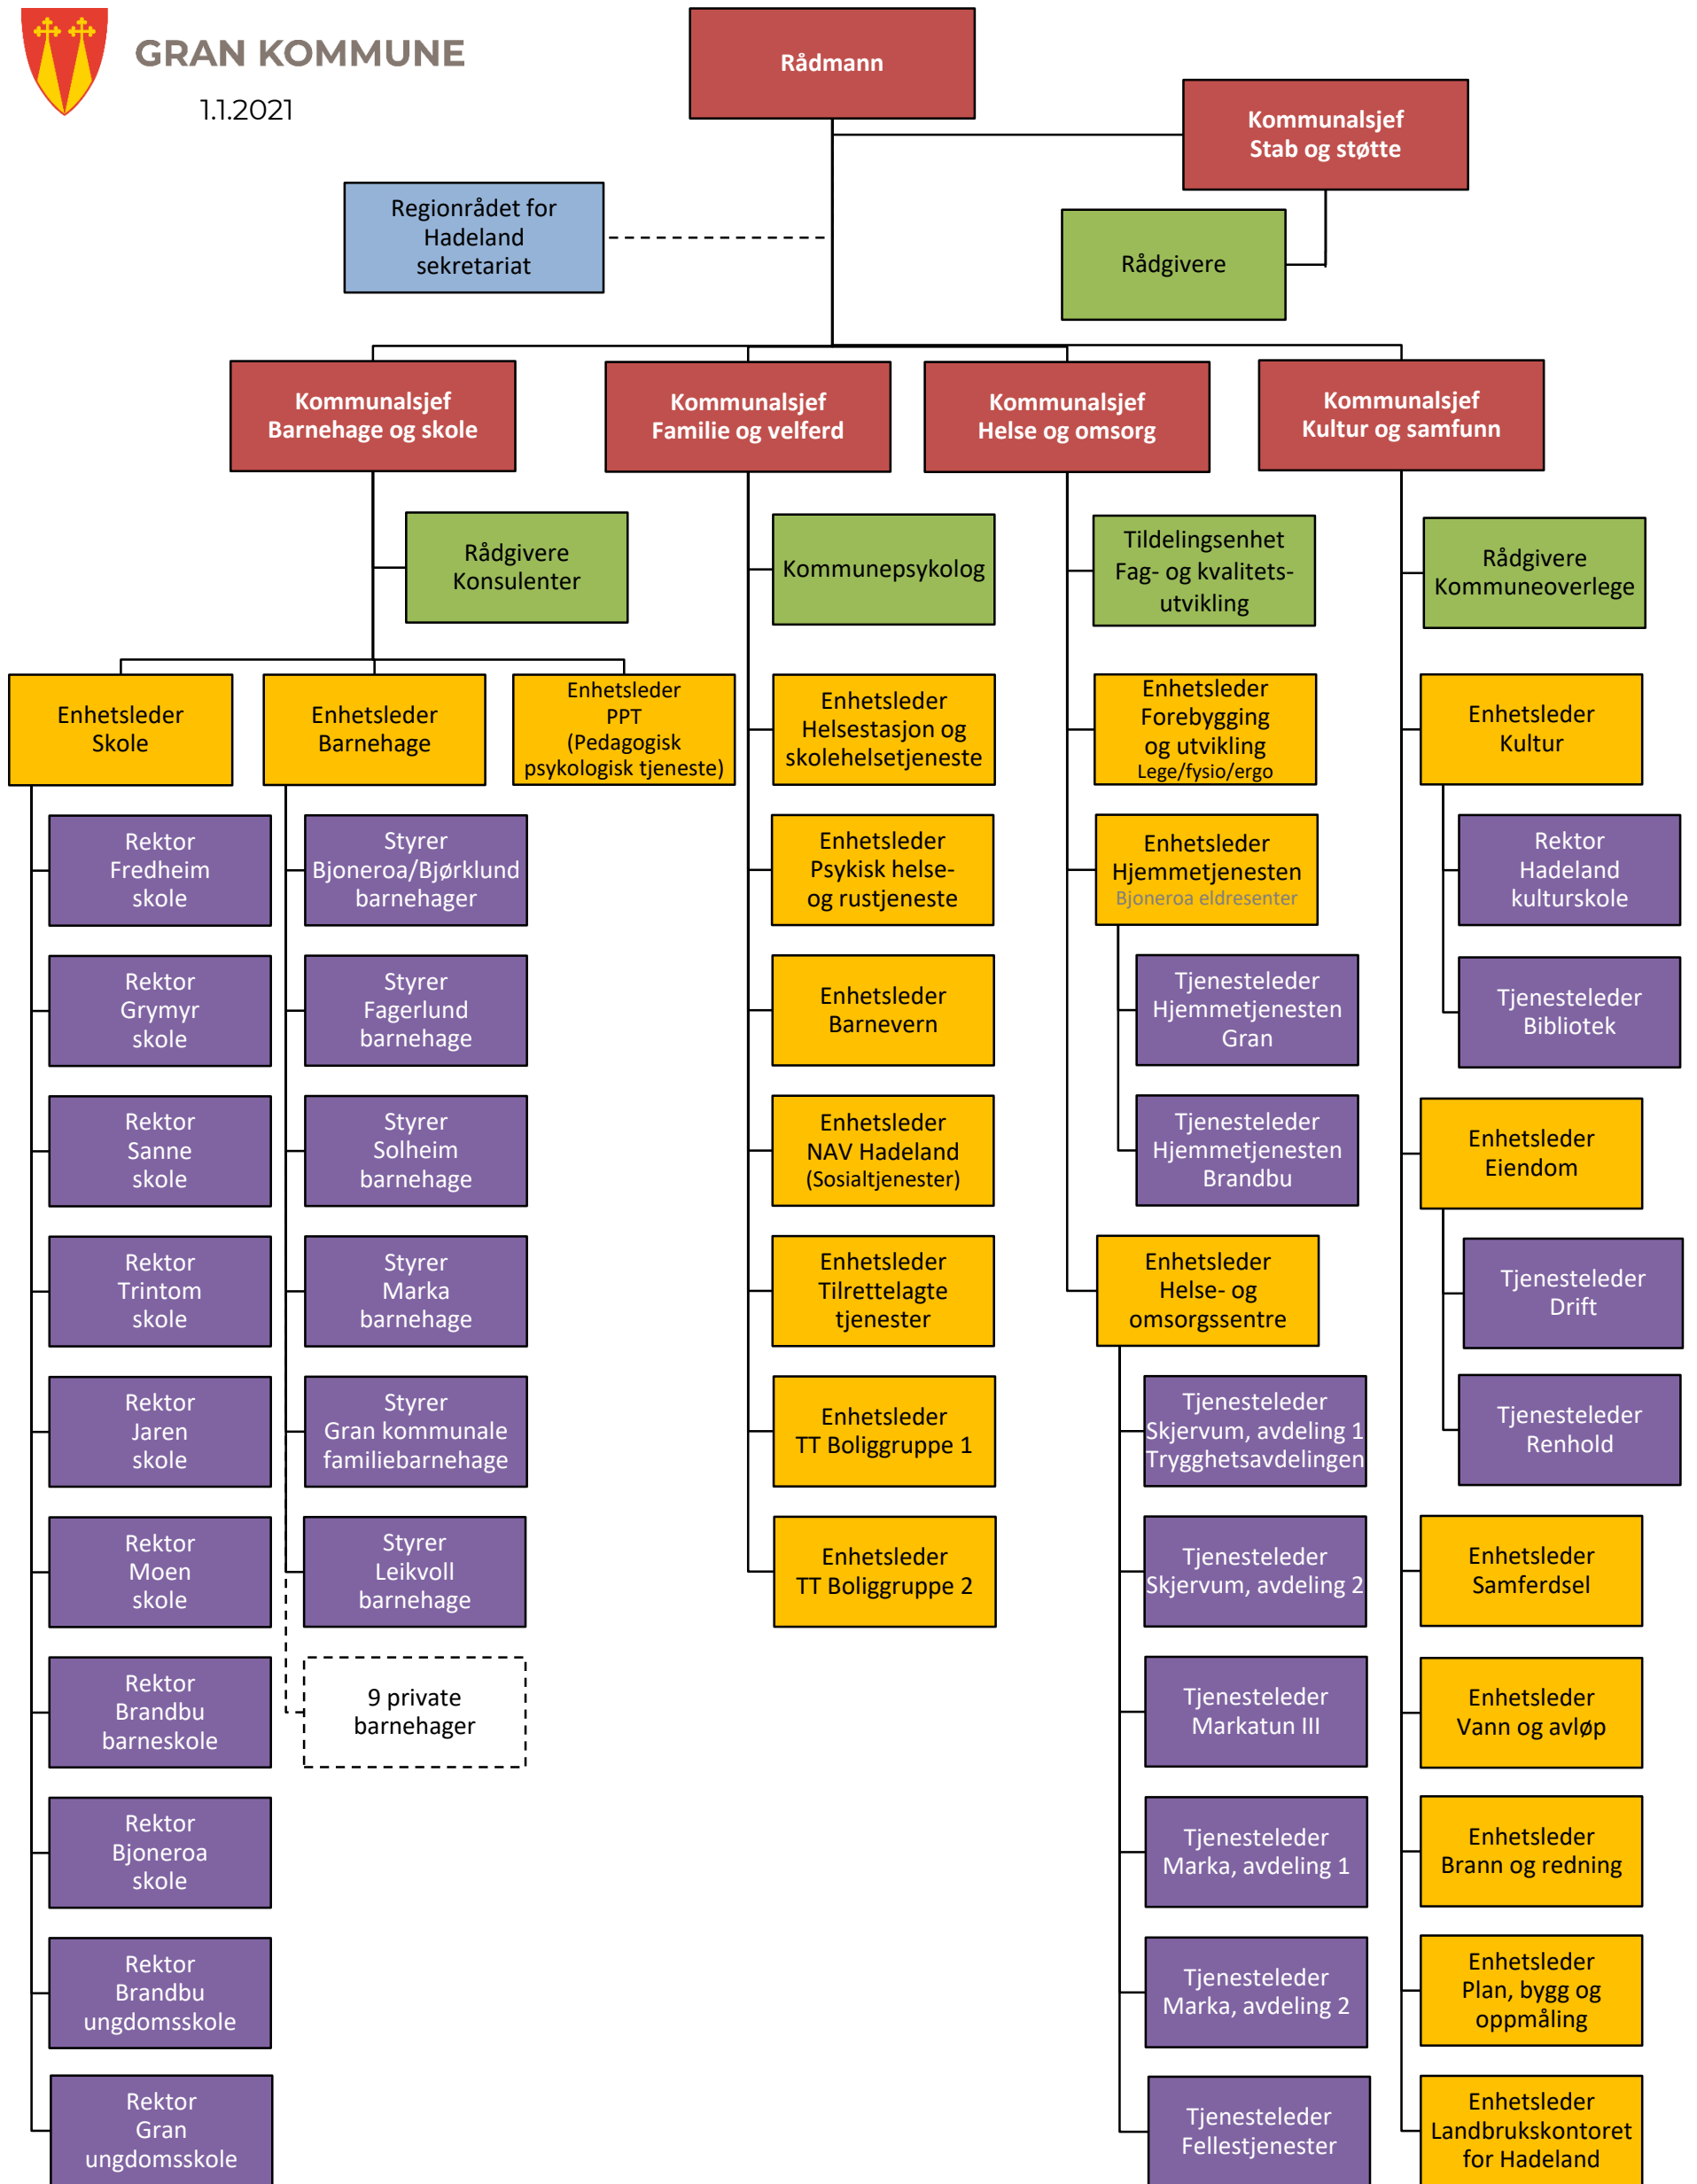 GRAN KOMMUNE
1.1.2021
Rådmann
Kommunalsjef
Stab og støtte
Regionrådet for
Hadeland
sekretariat
Rådgivere
Kommunalsjef
Barnehage og skole
Kommunalsjef
Familie og velferd
Kommunalsjef
Helse og omsorg
Kommunalsjef
Kultur og samfunn
Rådgivere
Konsulenter
Kommunepsykolog
Tildelingsenhet
Fag- og kvalitets-
utvikling
Rådgivere
Kommuneoverlege
Enhetsleder
Skole
Enhetsleder
Barnehage
Enhetsleder
PPT
(Pedagogisk
psykologisk tjeneste)
Enhetsleder
Helsestasjon og
skolehelsetjeneste
Enhetsleder
Forebygging
og utvikling
Lege/fysio/ergo
Enhetsleder
Kultur
Rektor
Fredheim
skole
Styrer
Bjoneroa/Bjørklund
barnehager
Enhetsleder
Psykisk helse-
og rustjeneste
Enhetsleder
Hjemmetjenesten
Bjoneroa eldresenter
Rektor
Hadeland
kulturskole
Rektor
Grymyr
skole
Styrer
Fagerlund
barnehage
Enhetsleder
Barnevern
Tjenesteleder
Hjemmetjenesten
Gran
Tjenesteleder
Bibliotek
Rektor
Sanne
skole
Styrer
Solheim
barnehage
Enhetsleder
NAV Hadeland
(Sosialtjenester)
Tjenesteleder
Hjemmetjenesten
Brandbu
Enhetsleder
Eiendom
Rektor
Trintom
skole
Styrer
Marka
barnehage
Enhetsleder
Tilrettelagte
tjenester
Enhetsleder
Helse- og
omsorgssentre
Tjenesteleder
Drift
Rektor
Jaren
skole
Styrer
Gran kommunale
familiebarnehage
Enhetsleder
TT Boliggruppe 1
Tjenesteleder
Skjervum, avdeling 1
Trygghetsavdelingen
Tjenesteleder
Renhold
Rektor
Moen
skole
Styrer
Leikvoll
barnehage
Enhetsleder
TT Boliggruppe 2
Tjenesteleder
Skjervum, avdeling 2
Enhetsleder
Samferdsel
Rektor
Brandbu
barneskole
9 private
barnehager
Tjenesteleder
Markatun III
Enhetsleder
Vann og avløp
Rektor
Bjoneroa
skole
Tjenesteleder
Marka, avdeling 1
Enhetsleder
Brann og redning
Rektor
Brandbu
ungdomsskole
Tjenesteleder
Marka, avdeling 2
Enhetsleder
Plan, bygg og
oppmåling
Rektor
Gran
ungdomsskole
Tjenesteleder
Fellestjenester
Enhetsleder
Landbrukskontoret
for Hadeland